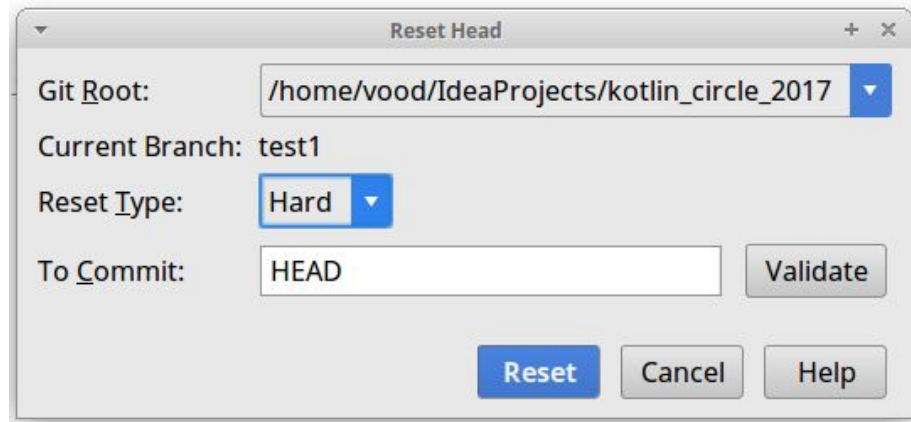 Reset Head
Git Root: /home/vood/IdeaProjects/kotlin_circle_2017
Current Branch: test1
Reset Type: Hard
To Commit: HEAD Validate
Reset Cancel Help